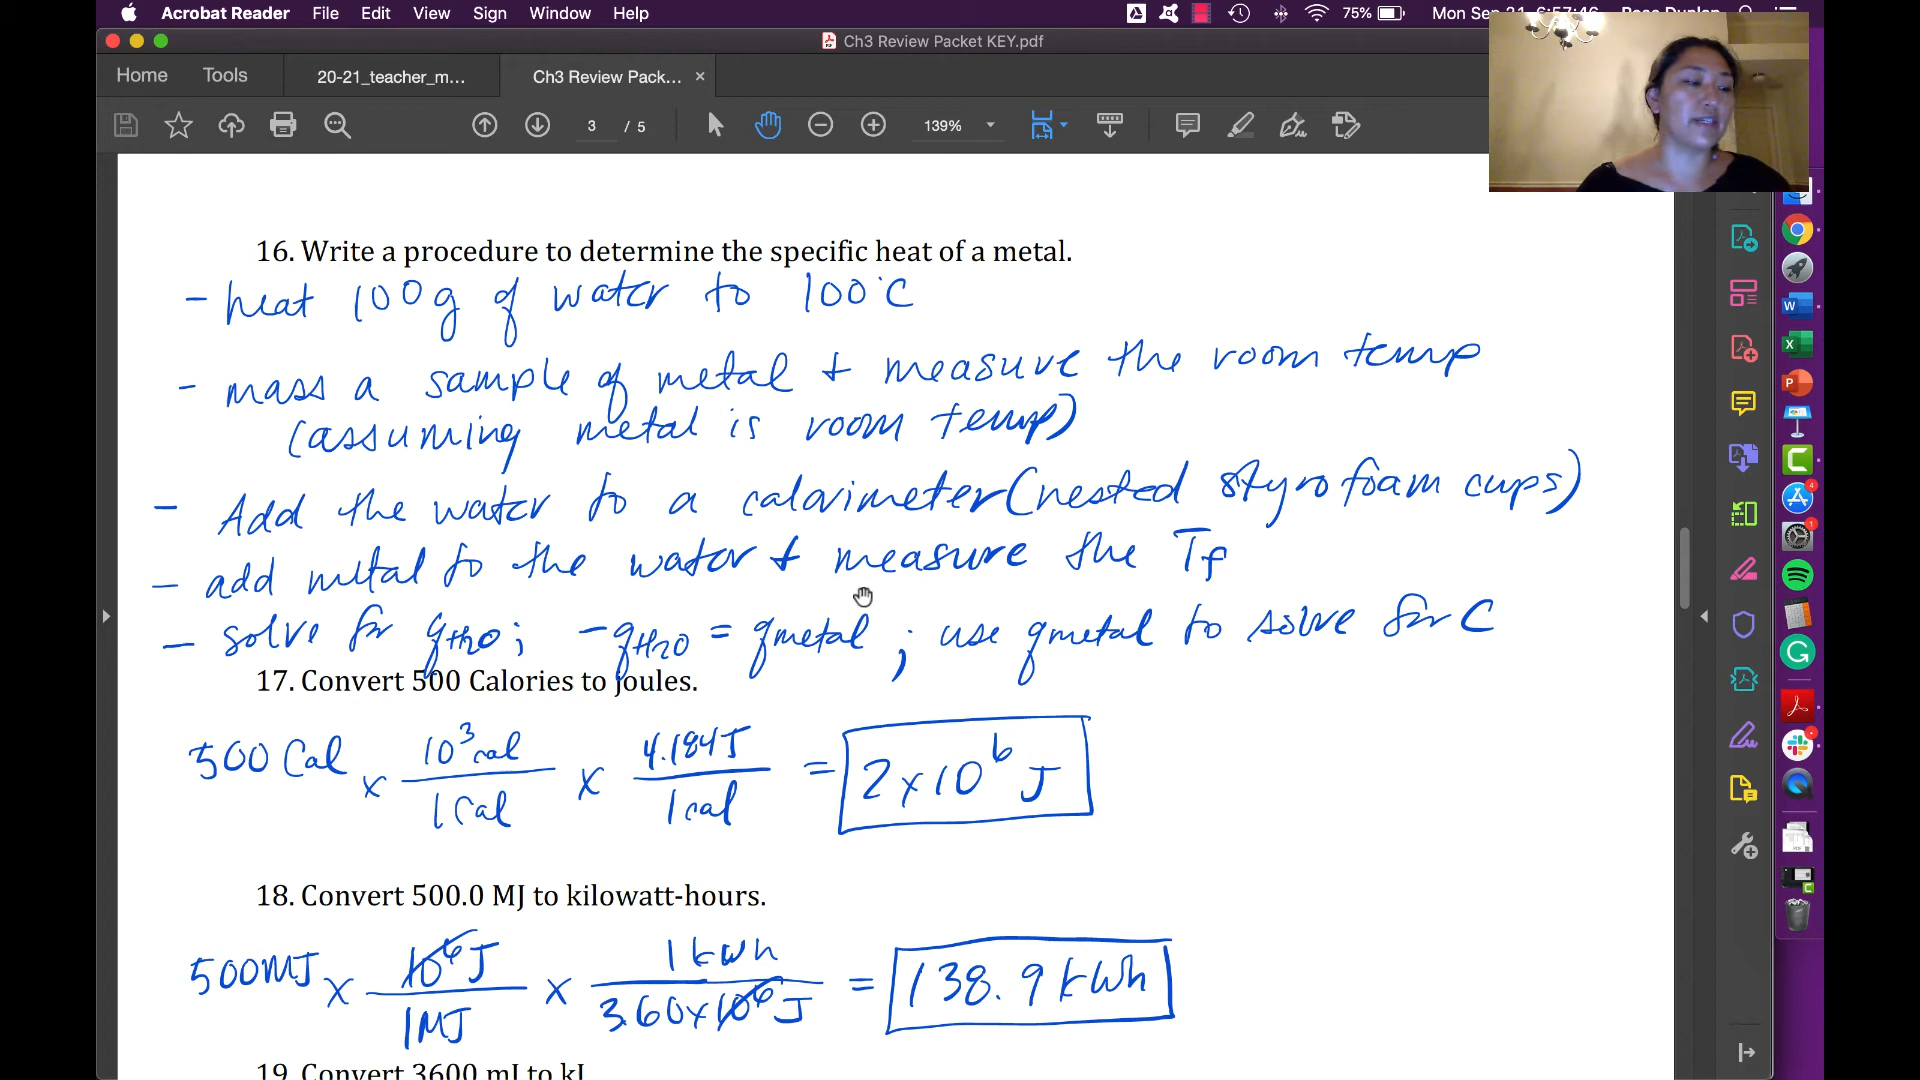 Acrobat Reader File Edit View Sign Window Help 75% Mon Sep 21 6:57:46
Ch3 Review Packet KEY.pdf
Home Tools 20-21_teacher_m... Ch3 Review Pack... ×
3 / 5 139%
16. Write a procedure to determine the specific heat of a metal.
- heat 100g of water to 100°C
- mass a sample of metal + measure the room temp
(assuming metal is room temp)
- Add the water to a calorimeter (nested styrofoam cups)
- add metal to the water + measure the Tf
- solve for qH2O; -qH2O = qmetal; use qmetal to solve for C
17. Convert 500 Calories to Joules.
500 Cal × 10³ cal / 1 Cal × 4.184 J / 1 cal = 2 × 10⁶ J
18. Convert 500.0 MJ to kilowatt-hours.
500 MJ × 10⁶ J / 1 MJ × 1 kWh / 3.60 × 10⁶ J = 138.9 kWh
19. Convert 3600 mJ to kJ